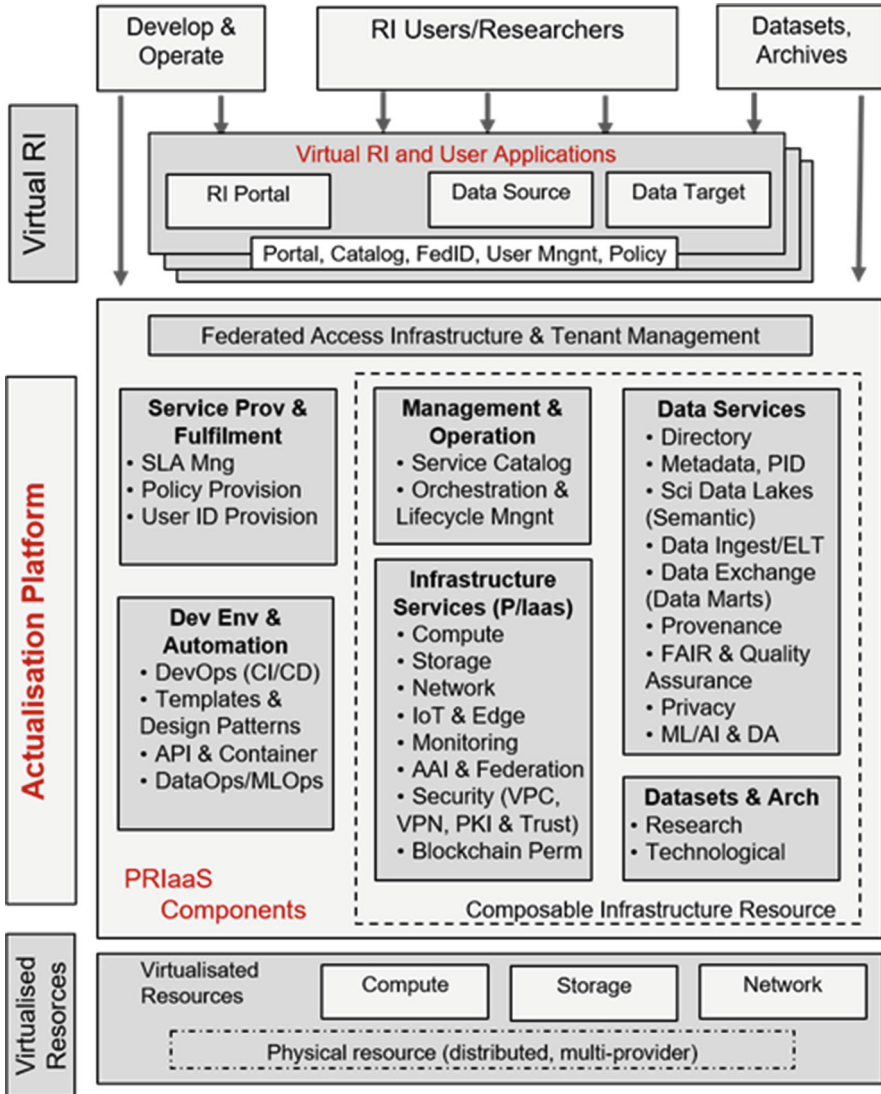 Develop &
Operate
RI Users/Researchers
Datasets,
Archives
Virtual RI
Virtual RI and User Applications
RI Portal
Data Source
Data Target
Portal, Catalog, FedID, User Mngnt, Policy
Actualisation Platform
Federated Access Infrastructure & Tenant Management
Service Prov &
Fulfilment
• SLA Mng
• Policy Provision
• User ID Provision
Dev Env &
Automation
• DevOps (CI/CD)
• Templates &
Design Patterns
• API & Container
• DataOps/MLOps
PRIaaS
Components
Management &
Operation
• Service Catalog
• Orchestration &
Lifecycle Mngnt
Infrastructure
Services (P/Iaas)
• Compute
• Storage
• Network
• IoT & Edge
• Monitoring
• AAI & Federation
• Security (VPC,
VPN, PKI & Trust)
• Blockchain Perm
Data Services
• Directory
• Metadata, PID
• Sci Data Lakes
(Semantic)
• Data Ingest/ELT
• Data Exchange
(Data Marts)
• Provenance
• FAIR & Quality
Assurance
• Privacy
• ML/AI & DA
Datasets & Arch
• Research
• Technological
Composable Infrastructure Resource
Virtualised
Resorces
Virtualisated
Resources
Compute
Storage
Network
Physical resource (distributed, multi-provider)